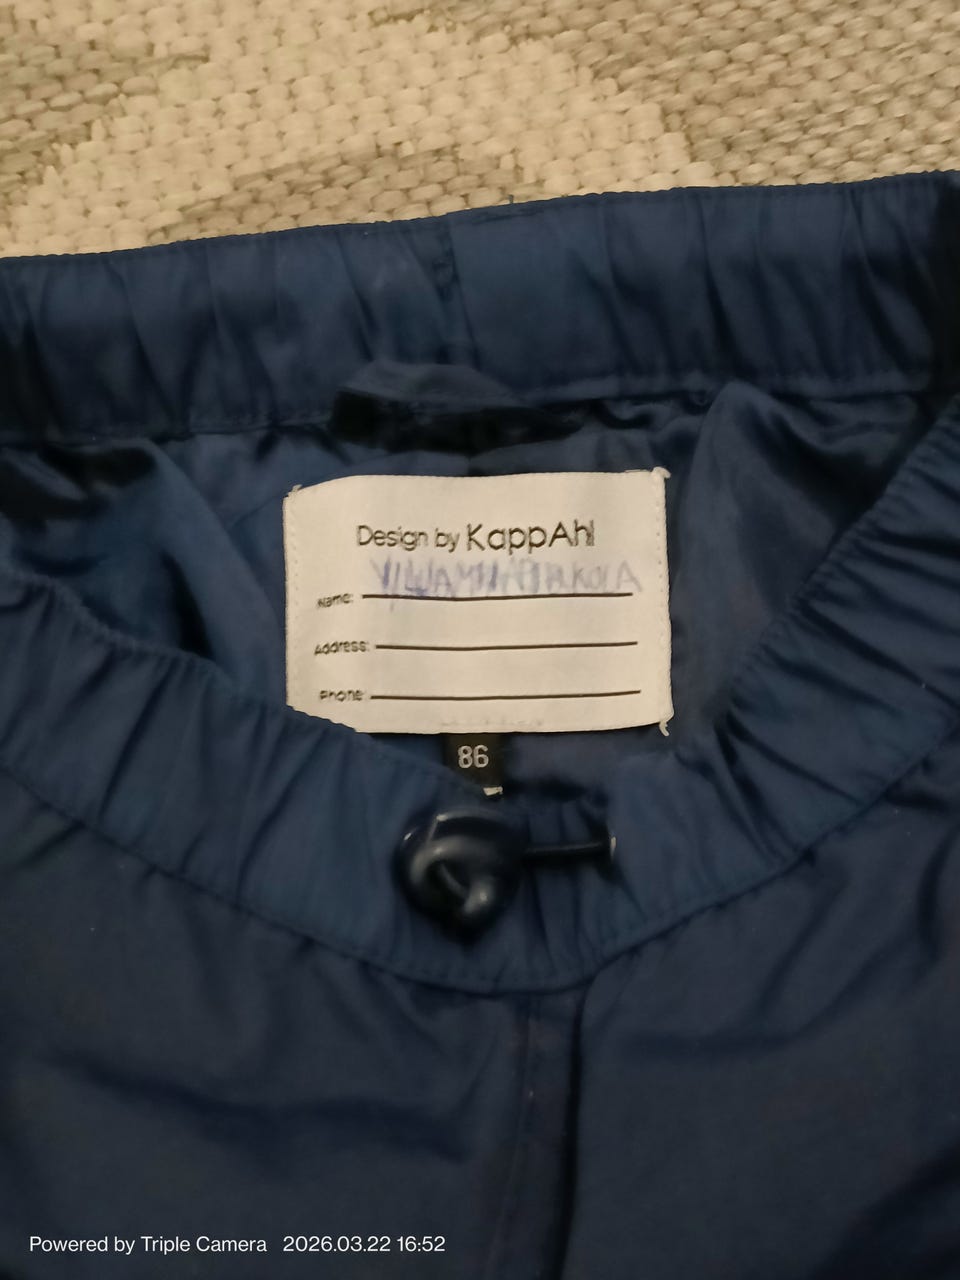 Design by KappAhl
Name:
Address:
Phone:
86
Powered by Triple Camera 2026.03.22 16:52